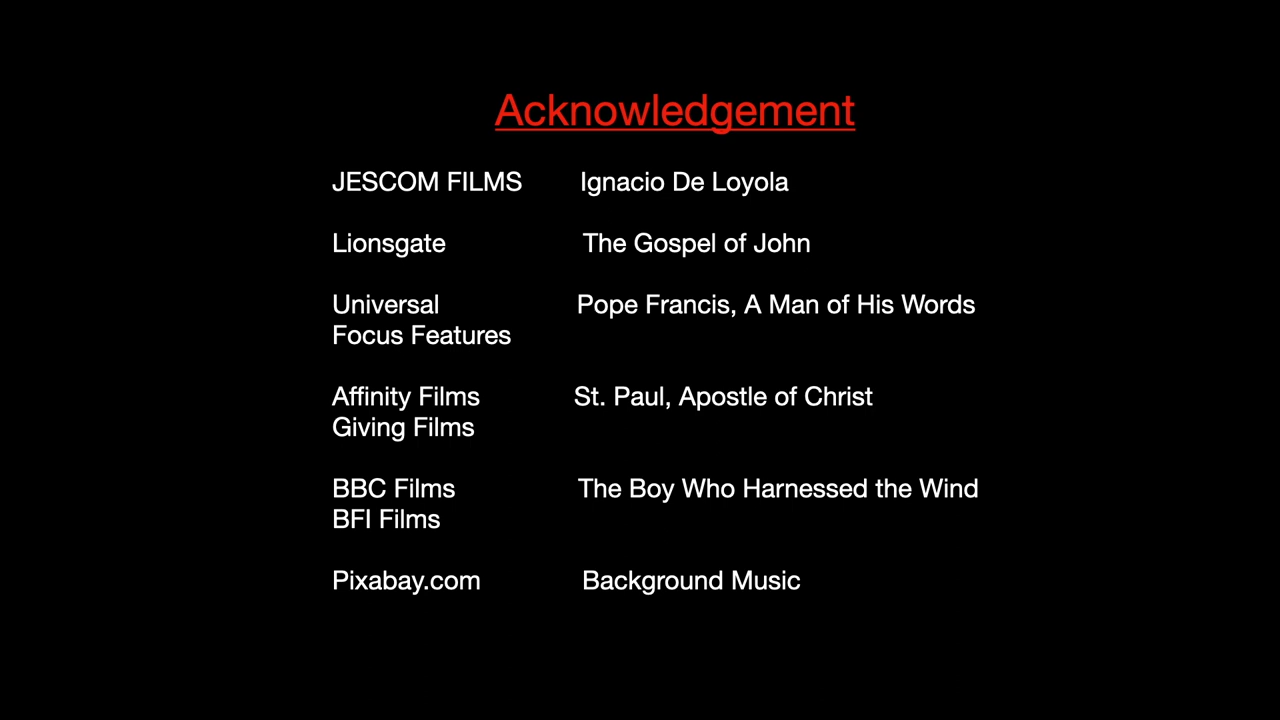 Acknowledgement
JESCOM FILMS Ignacio De Loyola
Lionsgate The Gospel of John
Universal Pope Francis, A Man of His Words
Focus Features
Affinity Films St. Paul, Apostle of Christ
Giving Films
BBC Films The Boy Who Harnessed the Wind
BFI Films
Pixabay.com Background Music